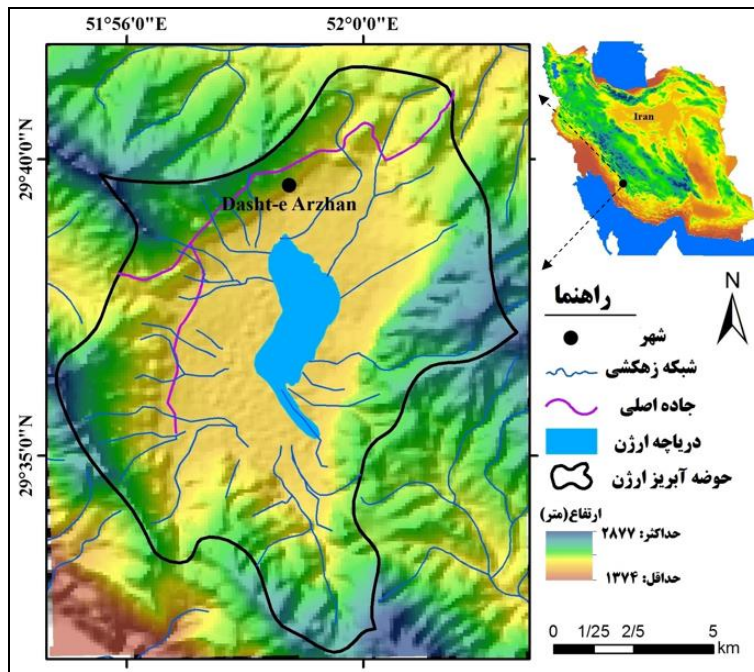 51°56'0"E
52°0'0"E
29°40'0"N
29°35'0"N
Dasht-e Arzhan
Iran
N
راهنما
شهر
شبکه زهکشی
جاده اصلی
دریاچه ارژن
حوضه آبریز ارژن
ارتفاع(متر)
حداکثر: ۲۸۷۷
حداقل: ۱۳۷۴
0 1/25 2/5 5
km